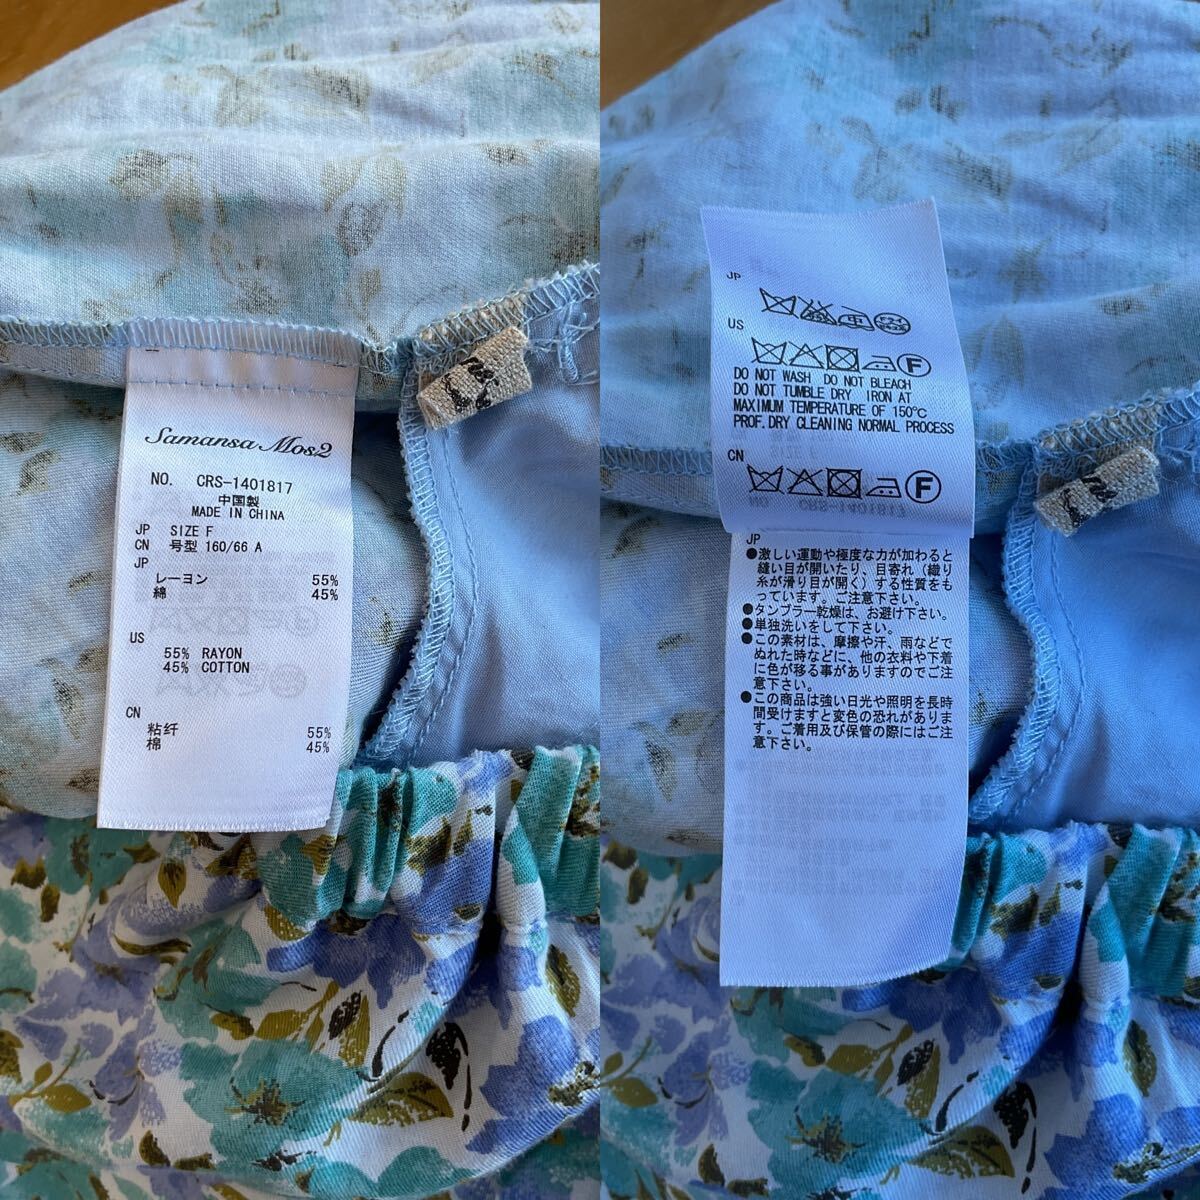 Samansa Mos2
NO. CRS-1401817
中国製
MADE IN CHINA
JP SIZE F
CN 号型 160/66 A
JP
レーヨン 55%
綿 45%
US
55% RAYON
45% COTTON
CN
粘纤 55%
棉 45%
JP
US
DO NOT WASH DO NOT BLEACH
DO NOT TUMBLE DRY IRON AT
MAXIMUM TEMPERATURE OF 150°C
PROF.DRY CLEANING NORMAL PROCESS
CN
JP
●激しい運動や極度な力が加わると
縫い目が開いたり、目寄れ（織り
糸が滑り目が開く）する性質をも
っています。ご注意下さい。
●タンブラー乾燥は、お避け下さい。
●単独洗いをして下さい。
●この素材は、摩擦や汗、雨などで
ぬれた時などに、他の衣料や下着
に色が移る事がありますのでご注
意下さい。
●この商品は強い日光や照明を長時
間受けますと変色の恐れがありま
す。ご着用及び保管の際にはご注
意下さい。